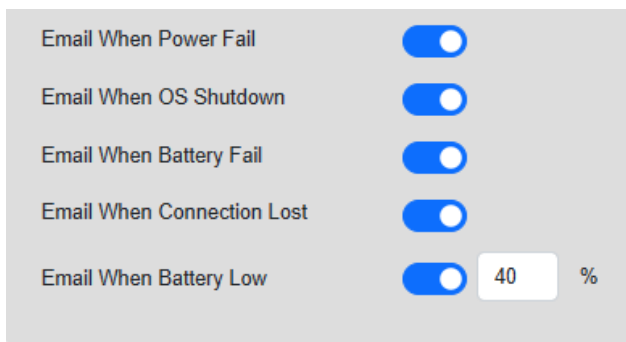 Email When Power Fail
Email When OS Shutdown
Email When Battery Fail
Email When Connection Lost
Email When Battery Low 40 %